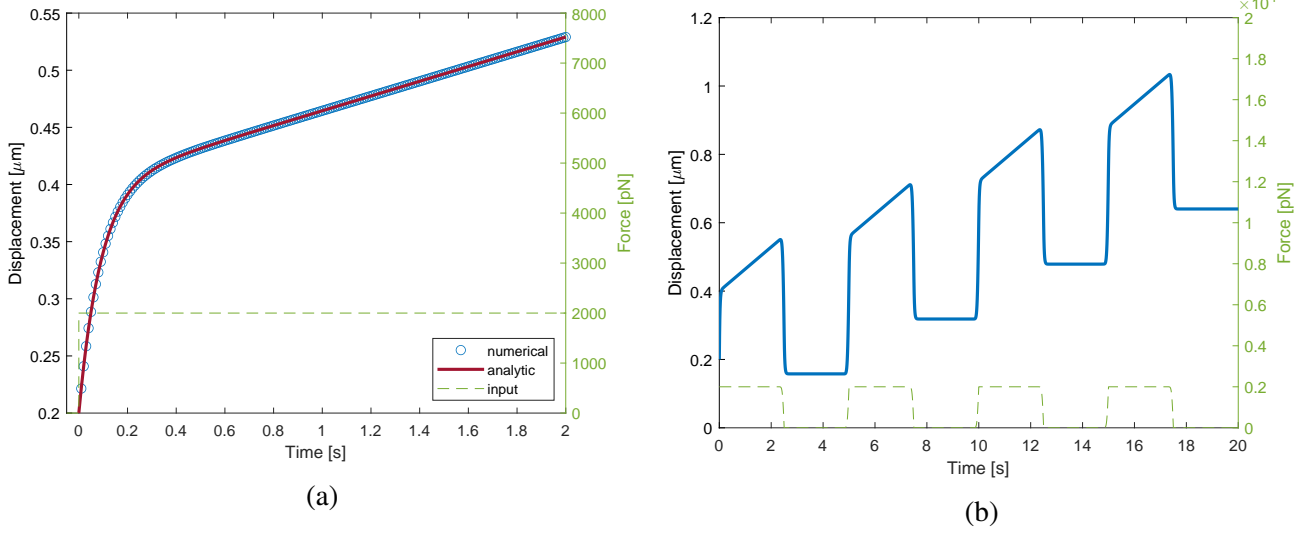 0.55
0.5
0.45
0.4
0.35
0.3
0.25
0.2
Displacement [μm]
8000
7000
6000
5000
4000
3000
2000
1000
0
Force [pN]
numerical
analytic
input
0 0.2 0.4 0.6 0.8 1 1.2 1.4 1.6 1.8 2
Time [s]
(a)
1.2
1
0.8
0.6
0.4
0.2
0
Displacement [μm]
2
1.8
1.6
1.4
1.2
1
0.8
0.6
0.4
0.2
0
Force [pN]
0 2 4 6 8 10 12 14 16 18 20
Time [s]
(b)